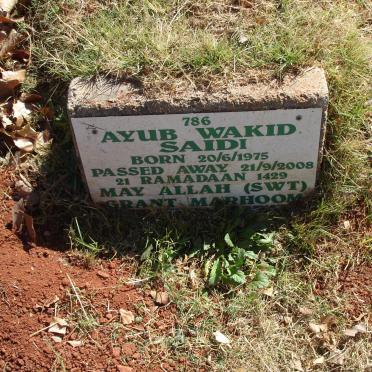 786
AYUB WAKID
SAIDI
BORN 20/6/1975
PASSED AWAY 21/9/2008
21 RAMADAAN 1429
MAY ALLAH (SWT)
GRANT MARHOOM